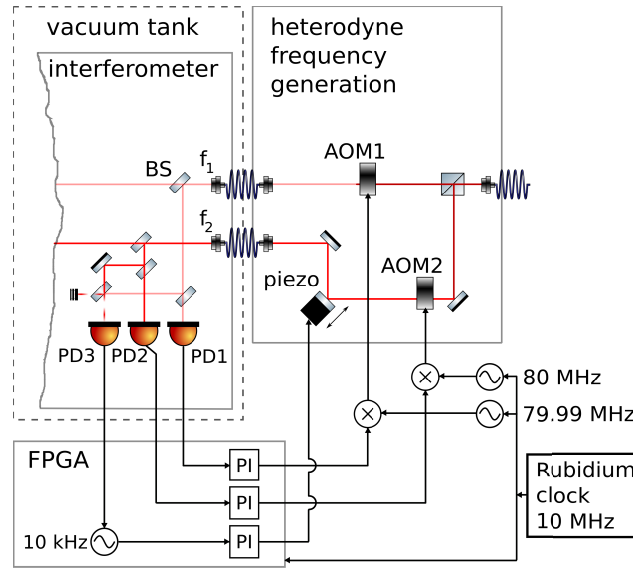 vacuum tank
interferometer
heterodyne
frequency
generation
BS
f1
f2
AOM1
AOM2
piezo
PD3
PD2
PD1
80 MHz
79.99 MHz
FPGA
PI
PI
PI
10 kHz
Rubidium
clock
10 MHz